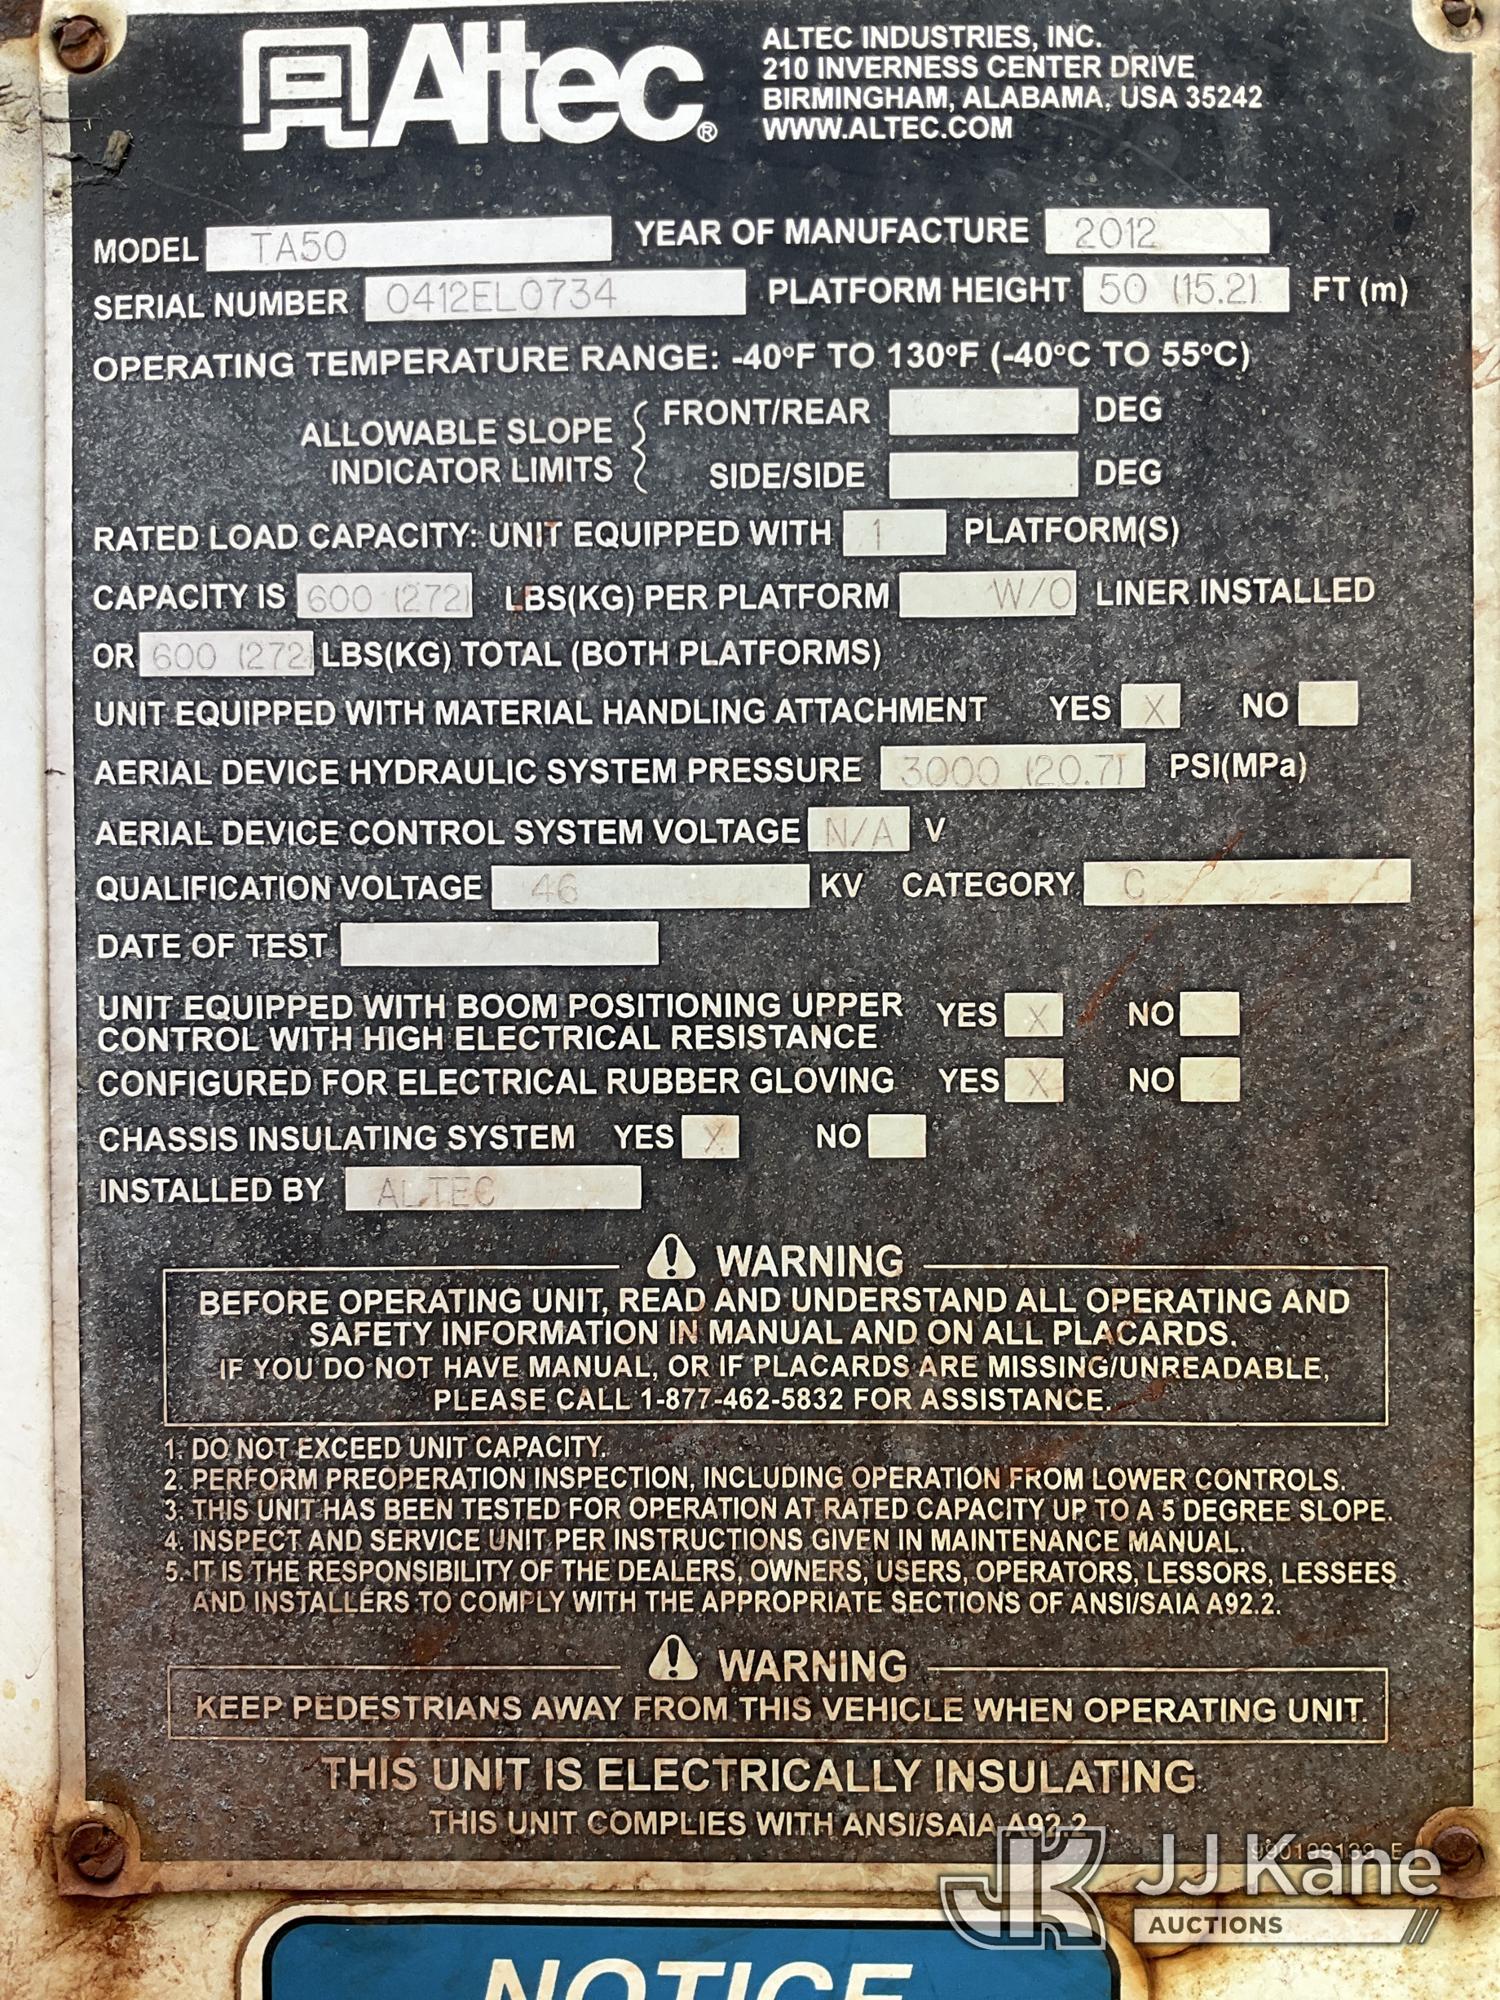 Altec®
ALTEC INDUSTRIES, INC.
210 INVERNESS CENTER DRIVE
BIRMINGHAM, ALABAMA, USA 35242
WWW.ALTEC.COM
MODEL TA50 YEAR OF MANUFACTURE 2012
SERIAL NUMBER 0412EL0734 PLATFORM HEIGHT 50 (15.2) FT (m)
OPERATING TEMPERATURE RANGE: -40°F TO 130°F (-40°C TO 55°C)
ALLOWABLE SLOPE INDICATOR LIMITS { FRONT/REAR DEG
SIDE/SIDE DEG
RATED LOAD CAPACITY: UNIT EQUIPPED WITH 1 PLATFORM(S)
CAPACITY IS 600 (272) LBS(KG) PER PLATFORM W/O LINER INSTALLED
OR 600 (272) LBS(KG) TOTAL (BOTH PLATFORMS)
UNIT EQUIPPED WITH MATERIAL HANDLING ATTACHMENT YES X NO
AERIAL DEVICE HYDRAULIC SYSTEM PRESSURE 3000 (20.7) PSI(MPa)
AERIAL DEVICE CONTROL SYSTEM VOLTAGE N/A V
QUALIFICATION VOLTAGE 46 KV CATEGORY C
DATE OF TEST
UNIT EQUIPPED WITH BOOM POSITIONING UPPER
CONTROL WITH HIGH ELECTRICAL RESISTANCE YES X NO
CONFIGURED FOR ELECTRICAL RUBBER GLOVING YES X NO
CHASSIS INSULATING SYSTEM YES X NO
INSTALLED BY ALTEC
⚠ WARNING
BEFORE OPERATING UNIT, READ AND UNDERSTAND ALL OPERATING AND
SAFETY INFORMATION IN MANUAL AND ON ALL PLACARDS.
IF YOU DO NOT HAVE MANUAL, OR IF PLACARDS ARE MISSING/UNREADABLE,
PLEASE CALL 1-877-462-5832 FOR ASSISTANCE.
1. DO NOT EXCEED UNIT CAPACITY.
2. PERFORM PREOPERATION INSPECTION, INCLUDING OPERATION FROM LOWER CONTROLS.
3. THIS UNIT HAS BEEN TESTED FOR OPERATION AT RATED CAPACITY UP TO A 5 DEGREE SLOPE.
4. INSPECT AND SERVICE UNIT PER INSTRUCTIONS GIVEN IN MAINTENANCE MANUAL.
5. IT IS THE RESPONSIBILITY OF THE DEALERS, OWNERS, USERS, OPERATORS, LESSORS, LESSEES
AND INSTALLERS TO COMPLY WITH THE APPROPRIATE SECTIONS OF ANSI/SAIA A92.2.
⚠ WARNING
KEEP PEDESTRIANS AWAY FROM THIS VEHICLE WHEN OPERATING UNIT.
THIS UNIT IS ELECTRICALLY INSULATING
THIS UNIT COMPLIES WITH ANSI/SAIA A92.2
990199139 E
JK JJ Kane
AUCTIONS
NOTICE